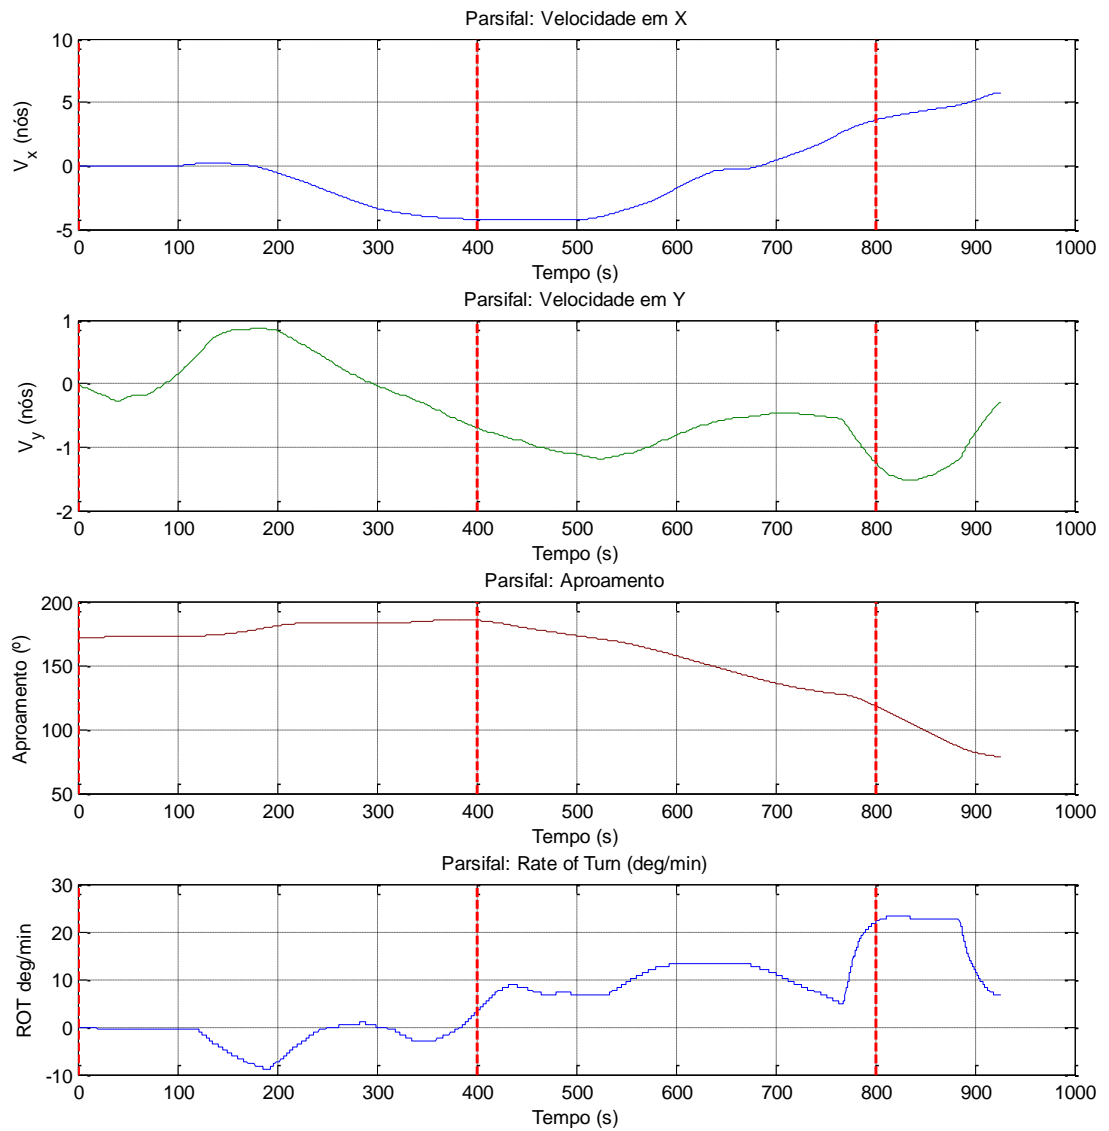 Parsifal: Velocidade em X
V_x (nós)
10
5
0
-5
0 100 200 300 400 500 600 700 800 900 1000
Tempo (s)
Parsifal: Velocidade em Y
V_y (nós)
1
0
-1
-2
0 100 200 300 400 500 600 700 800 900 1000
Tempo (s)
Parsifal: Aproamento
Aproamento (º)
200
150
100
50
0 100 200 300 400 500 600 700 800 900 1000
Tempo (s)
Parsifal: Rate of Turn (deg/min)
ROT deg/min
30
20
10
0
-10
0 100 200 300 400 500 600 700 800 900 1000
Tempo (s)